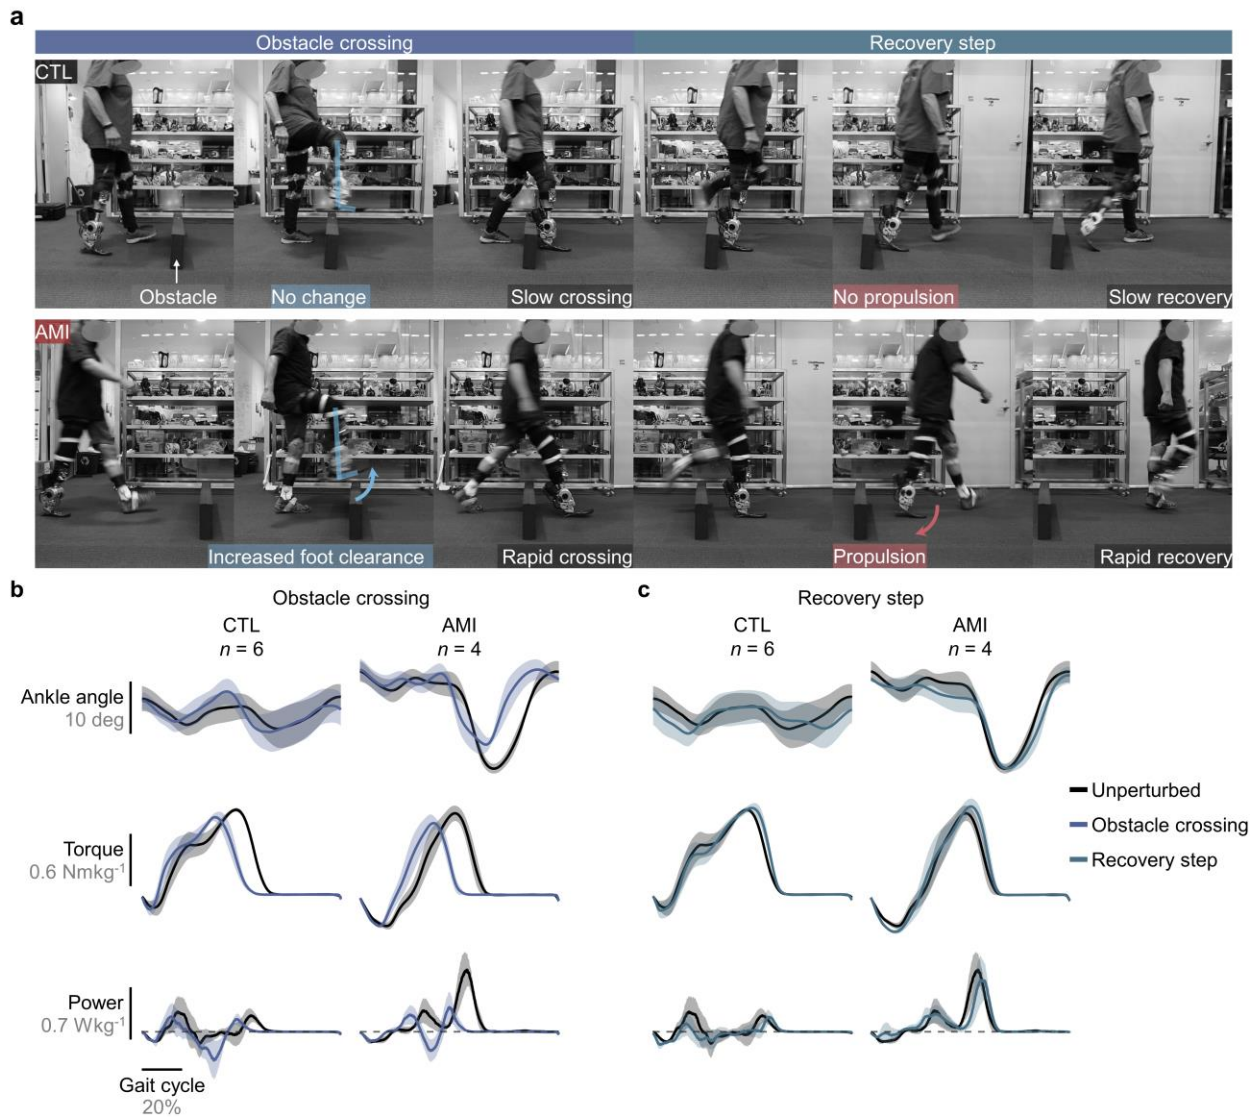 a
Obstacle crossing
Recovery step
CTL
Obstacle
No change
Slow crossing
No propulsion
Slow recovery
AMI
Increased foot clearance
Rapid crossing
Propulsion
Rapid recovery
b
Obstacle crossing
CTL
n = 6
AMI
n = 4
Ankle angle
10 deg
Torque
0.6 Nmkg⁻¹
Power
0.7 Wkg⁻¹
Gait cycle
20%
c
Recovery step
CTL
n = 6
AMI
n = 4
Unperturbed
Obstacle crossing
Recovery step